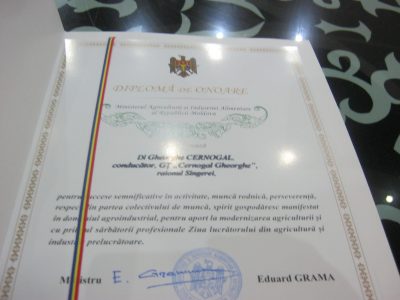 DIPLOMĂ DE ONOARE
Ministerul Agriculturii și Industriei Alimentare
al Republicii Moldova
Dl Gheorghe CERNOGAL,
conducător, GȚ „Cernogal Gheorghe”,
raionul Sîngerei,
pentru succese semnificative în activitate, muncă rodnică, perseverență,
respect din partea colectivului de muncă, spirit gospodăresc manifestat
în domeniul agroindustrial, pentru aport la modernizarea agriculturii și
cu prilejul sărbătorii profesionale Ziua lucrătorului din agricultură și
industria prelucrătoare.
Ministru Eduard GRAMA